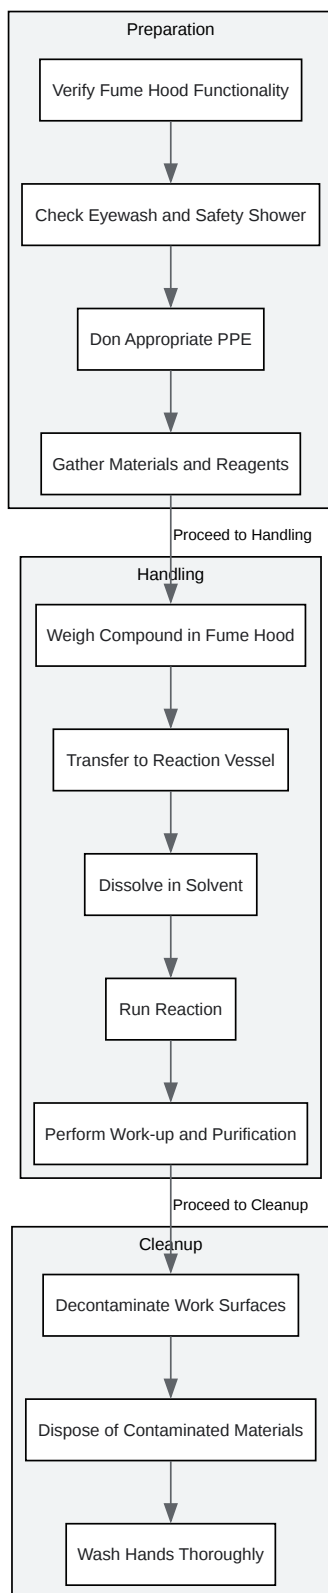 Preparation
Verify Fume Hood Functionality
Check Eyewash and Safety Shower
Don Appropriate PPE
Gather Materials and Reagents
Proceed to Handling
Handling
Weigh Compound in Fume Hood
Transfer to Reaction Vessel
Dissolve in Solvent
Run Reaction
Perform Work-up and Purification
Proceed to Cleanup
Cleanup
Decontaminate Work Surfaces
Dispose of Contaminated Materials
Wash Hands Thoroughly